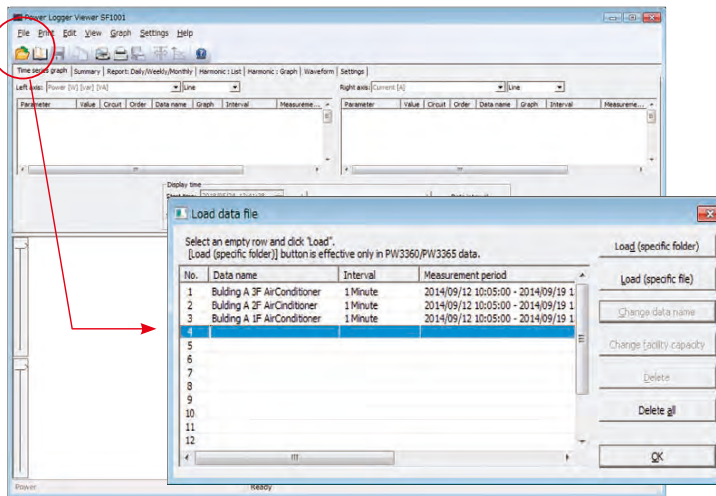 Power Logger Viewer SF1001
File Print Edit View Graph Settings Help
Time series graph Summary Report: Daily/Weekly/Monthly Harmonic : List Harmonic : Graph Waveform Settings
Left axis: Power [W] [var] [VA] Line Right axis: Current [A] Line
Parameter Value Circuit Order Data name Graph Interval Measureme... Parameter Value Circuit Order Data name Graph Interval Measureme...
Display time
Load data file
Select an empty row and click "Load".
[Load (specific folder)] button is effective only in PW3360/PW3365 data.
Load (specific folder)
No. Data name Interval Measurement period
Load (specific file)
1 Bulding A 3F AirConditioner 1 Minute 2014/09/12 10:05:00 - 2014/09/19 1
2 Bulding A 2F AirCinditioner 1 Minute 2014/09/12 10:05:00 - 2014/09/19 1
3 Bulding A 1F AirConditioner 1 Minute 2014/09/12 10:05:00 - 2014/09/19 1
Change data name
4
5
Change facility capacity
6
7
Delete
8
9
10
Delete all
11
12
OK
Power Ready